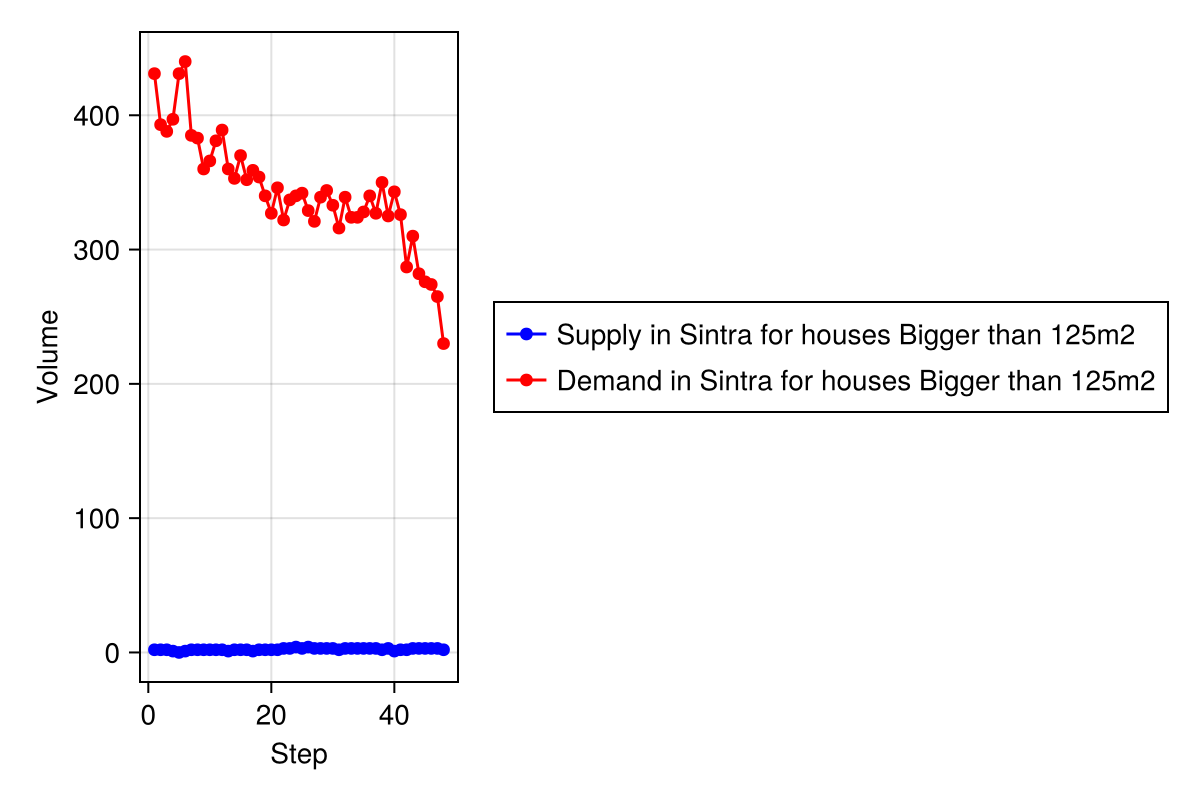 400
300
200
100
0
Volume
0 20 40
Step
Supply in Sintra for houses Bigger than 125m2
Demand in Sintra for houses Bigger than 125m2